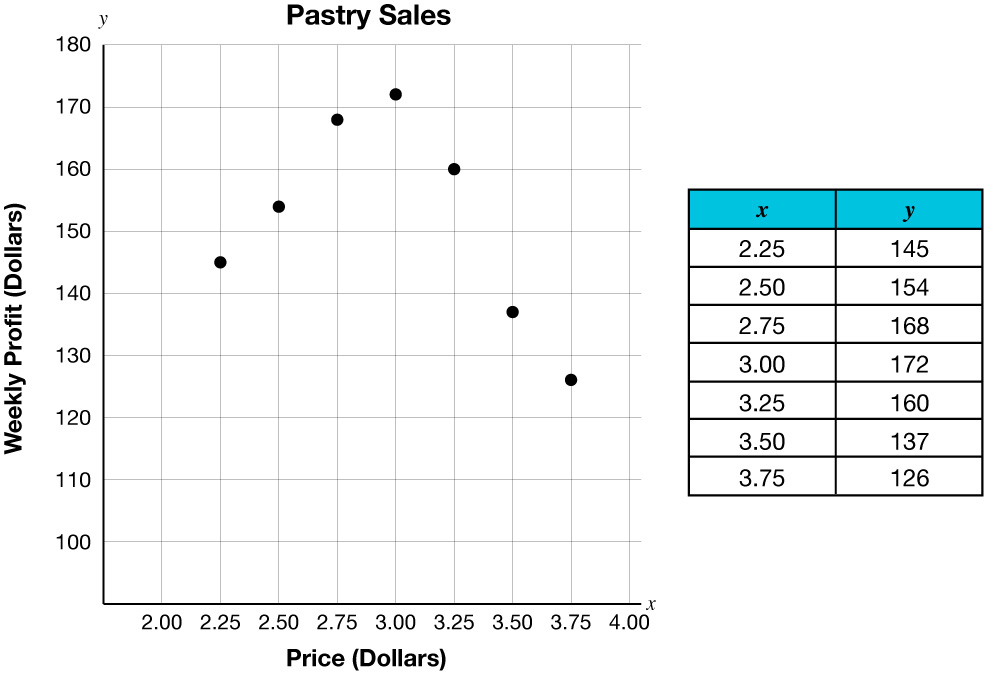 Pastry Sales
y
180
170
160
150
140
130
120
110
100
Weekly Profit (Dollars)
2.00 2.25 2.50 2.75 3.00 3.25 3.50 3.75 4.00
x
Price (Dollars)
x y
2.25 145
2.50 154
2.75 168
3.00 172
3.25 160
3.50 137
3.75 126